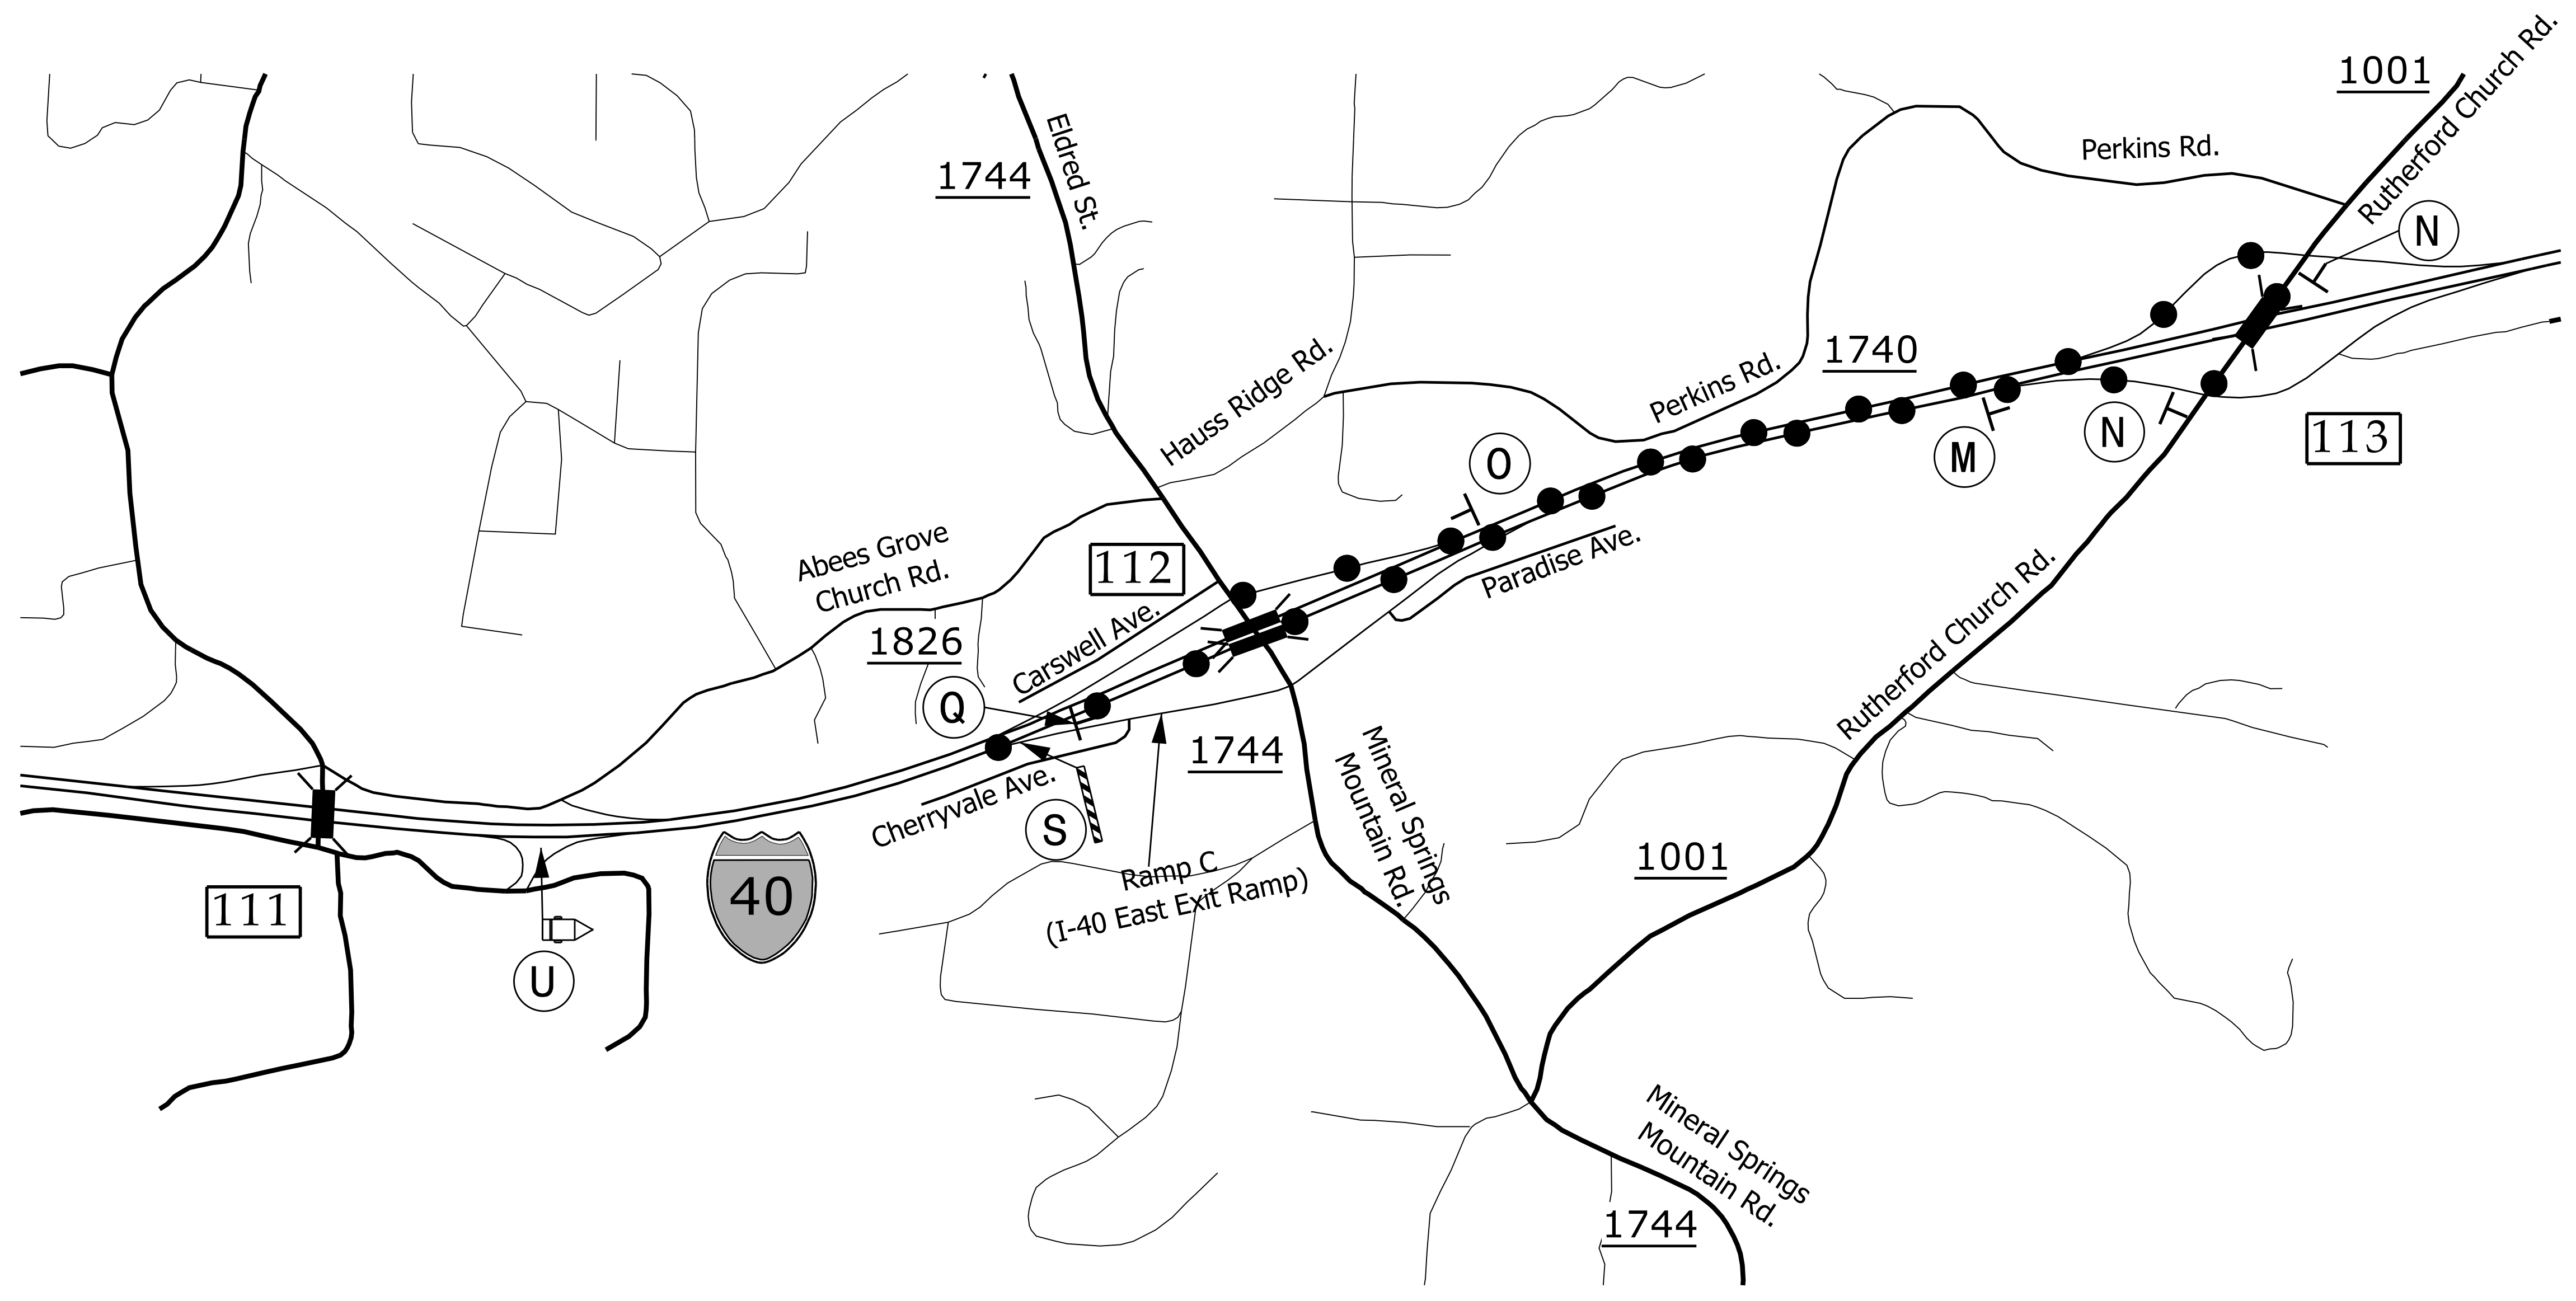 1001
Rutherford Church Rd.
Eldred St.
1744
Perkins Rd.
N
Hauss Ridge Rd.
1740
Perkins Rd.
N
113
M
O
Abees Grove
Church Rd.
112
Paradise Ave.
1826
Carswell Ave.
Q
Rutherford Church Rd.
1744
Cherryvale Ave.
S
Mineral Springs
Mountain Rd.
40
Ramp C
(I-40 East Exit Ramp)
1001
111
U
Mineral Springs
Mountain Rd.
1744